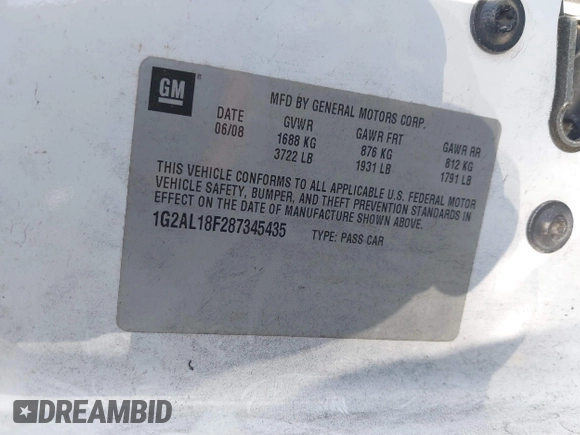 GM ®
MFD BY GENERAL MOTORS CORP.
DATE GVWR GAWR FRT GAWR RR
06/08 1688 KG 876 KG 812 KG
3722 LB 1931 LB 1791 LB
THIS VEHICLE CONFORMS TO ALL APPLICABLE U.S. FEDERAL MOTOR
VEHICLE SAFETY, BUMPER, AND THEFT PREVENTION STANDARDS IN
EFFECT ON THE DATE OF MANUFACTURE SHOWN ABOVE.
1G2AL18F287345435 TYPE: PASS CAR
DREAMBID